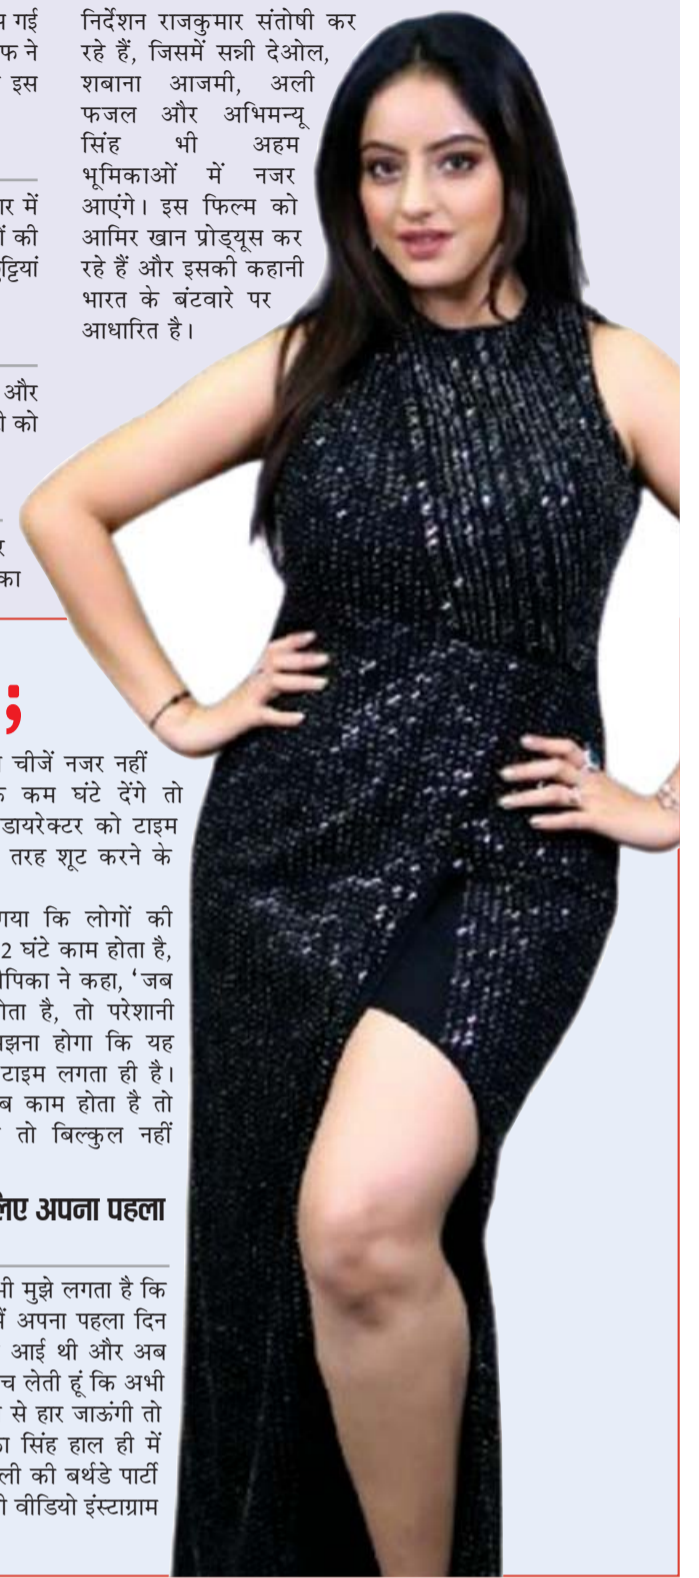 गई
निर्देशन राजकुमार संतोषी कर
फ ने
रहे हैं, जिसमें सन्नी देओल,
इस
शबाना आजमी, अली
फजल और अभिमन्यू
सिंह भी अहम
भूमिकाओं में नजर
आएंगे। इस फिल्म को
आमिर खान प्रोड्यूस कर
रहे हैं और इसकी कहानी
भारत के बंटवारे पर
आधारित है।
र में
की
ट्टियां
और
को
र
का
;
चीजें नजर नहीं
कम घंटे देंगे तो
डायरेक्टर को टाइम
तरह शूट करने के
गया कि लोगों की
2 घंटे काम होता है,
पिका ने कहा, ‘जब
ोता है, तो परेशानी
झना होगा कि यह
टाइम लगता ही है।
ब काम होता है तो
तो बिल्कुल नहीं
लिए अपना पहला
भी मुझे लगता है कि
में अपना पहला दिन
आई थी और अब
च लेती हूं कि अभी
से हार जाऊंगी तो
सिंह हाल ही में
ली की बर्थडे पार्टी
वीडियो इंस्टाग्राम